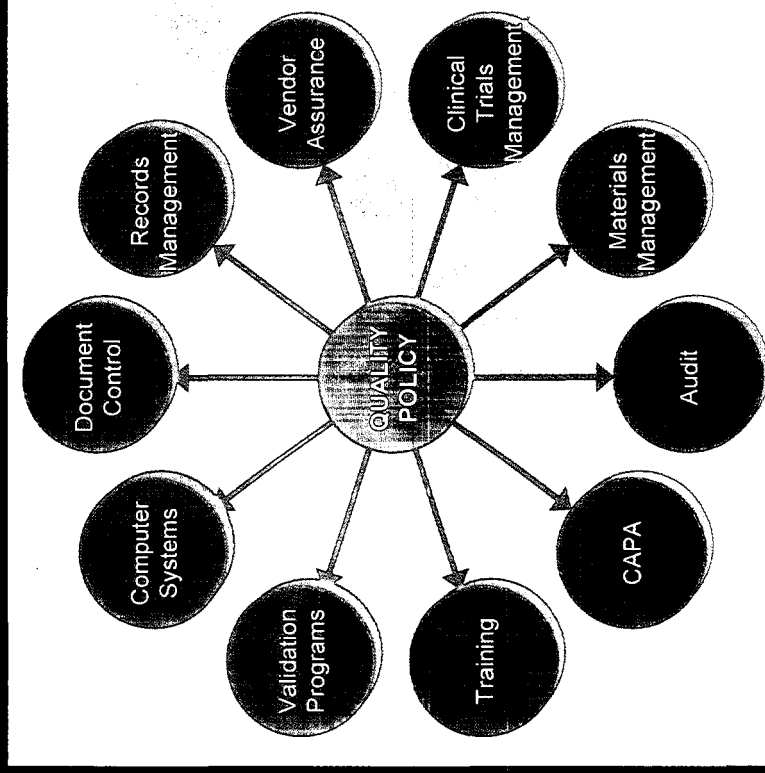 Document
Control
Computer
Systems
Records
Management
Validation
Programs
Vendor
Assurance
QUALITY
POLICY
Training
Clinical
Trials
Management
CAPA
Materials
Management
Audit